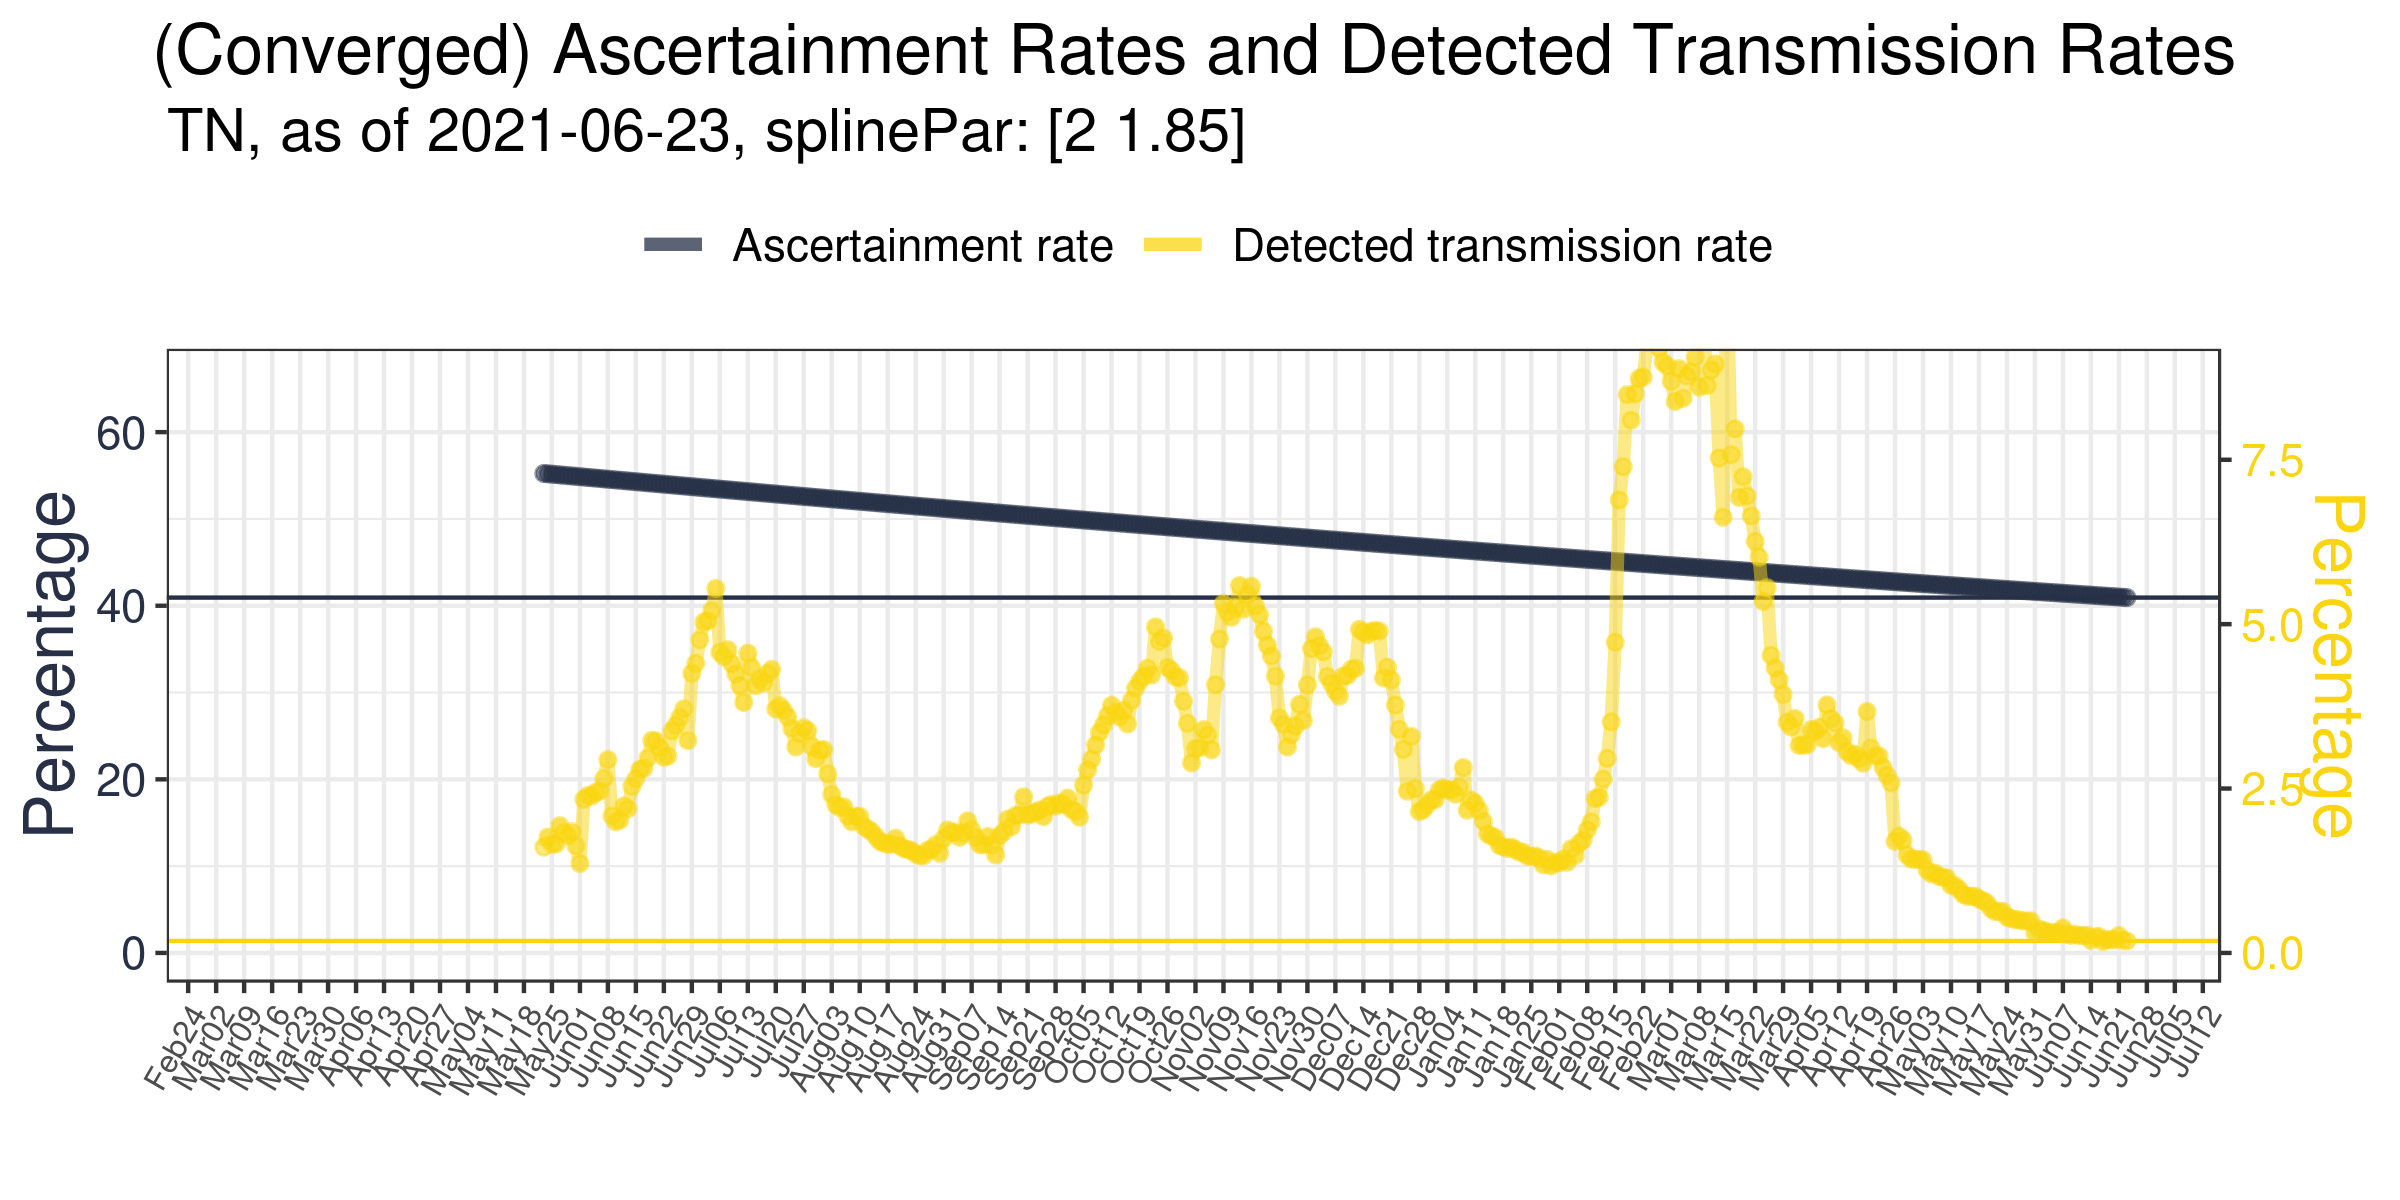 (Converged) Ascertainment Rates and Detected Transmission Rates
TN, as of 2021-06-23, splinePar: [2 1.85]
Ascertainment rate
Detected transmission rate
Percentage
60
40
20
0
7.5
5.0
2.5
0.0
Percentage
Feb24
Mar02
Mar09
Mar16
Mar23
Mar30
Apr06
Apr13
Apr20
Apr27
May04
May11
May18
May25
Jun01
Jun08
Jun15
Jun22
Jun29
Jul06
Jul13
Jul20
Jul27
Aug03
Aug10
Aug17
Aug24
Aug31
Sep07
Sep14
Sep21
Sep28
Oct05
Oct12
Oct19
Oct26
Nov02
Nov09
Nov16
Nov23
Nov30
Dec07
Dec14
Dec21
Dec28
Jan04
Jan11
Jan18
Jan25
Feb01
Feb08
Feb15
Feb22
Mar01
Mar08
Mar15
Mar22
Mar29
Apr05
Apr12
Apr19
Apr26
May03
May10
May17
May24
May31
Jun07
Jun14
Jun21
Jun28
Jul05
Jul12